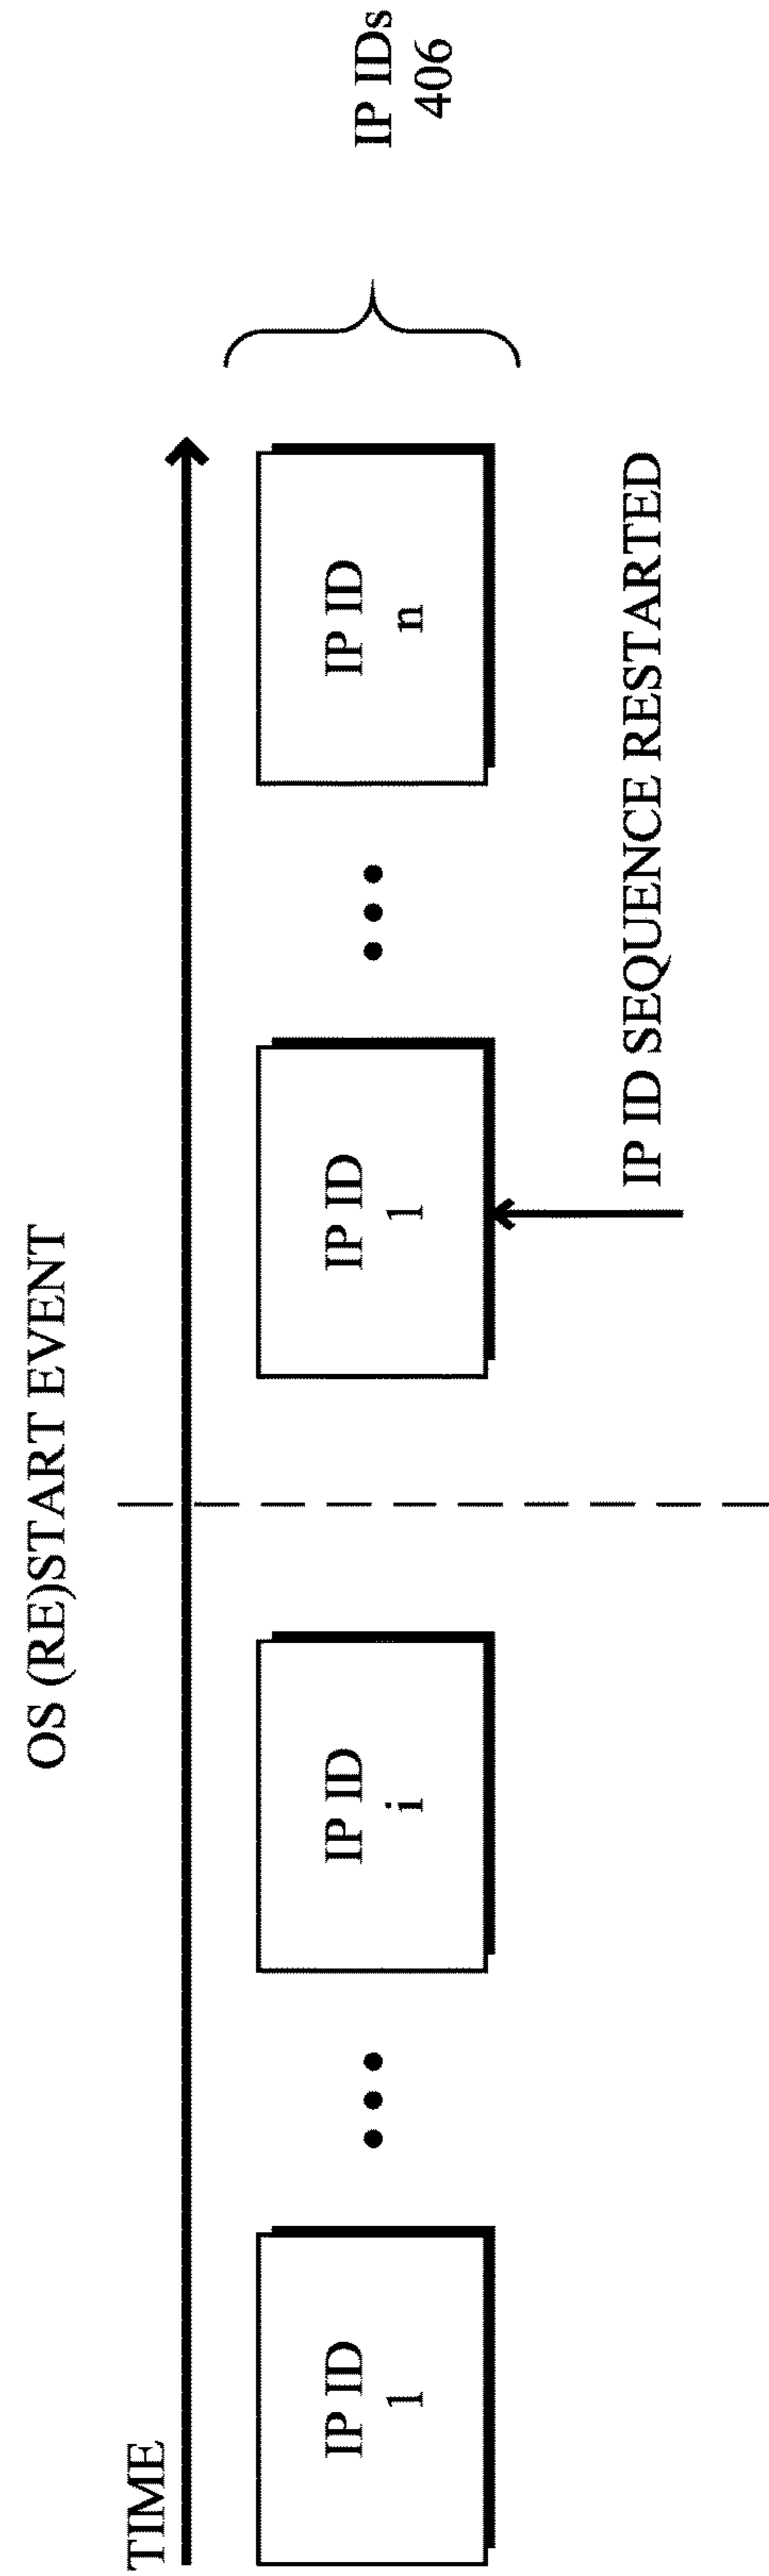 OS (RE)START EVENT
TIME
IP ID
1
IP ID
i
IP ID
1
IP ID
n
IP IDs
406
IP ID SEQUENCE RESTARTED